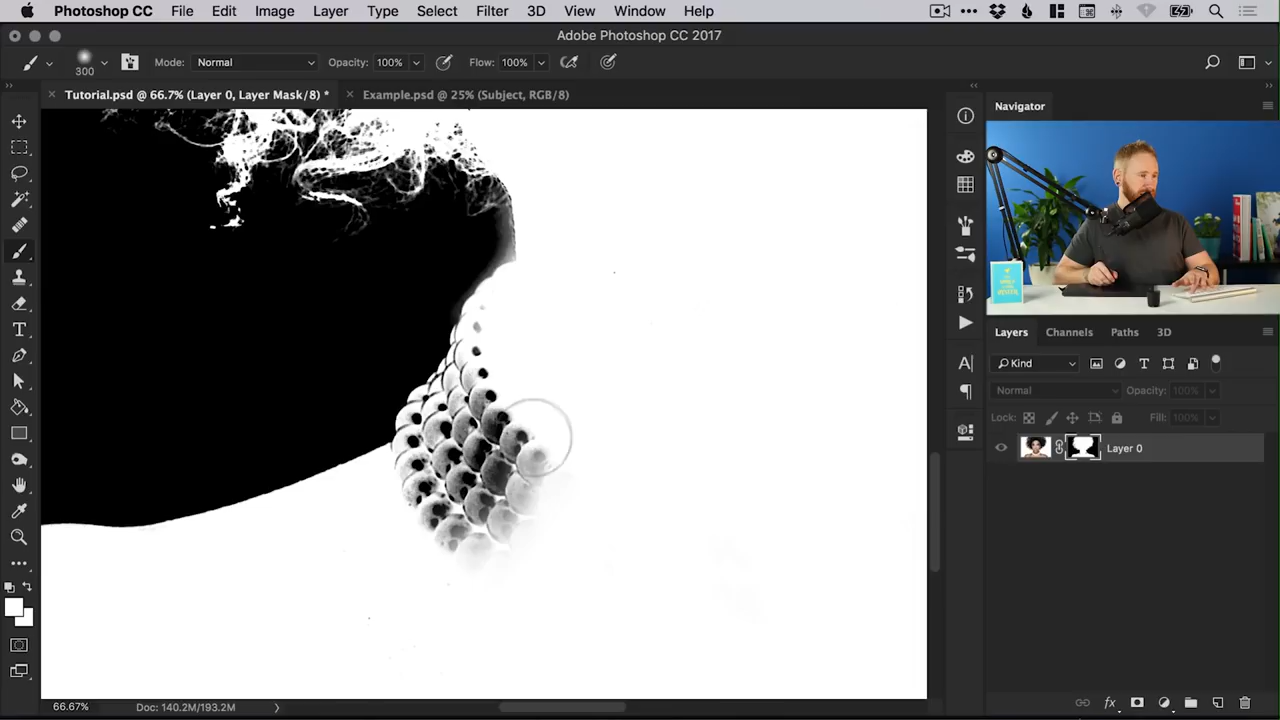 Photoshop CC File Edit Image Layer Type Select Filter 3D View Window Help
Adobe Photoshop CC 2017
300 Mode: Normal Opacity: 100% Flow: 100%
Tutorial.psd @ 66.7% (Layer 0, Layer Mask/8) * Example.psd @ 25% (Subject, RGB/8)
Navigator
Layers Channels Paths 3D
Kind
Normal Opacity: 100%
Lock: Fill: 100%
Layer 0
66.67% Doc: 140.2M/193.2M